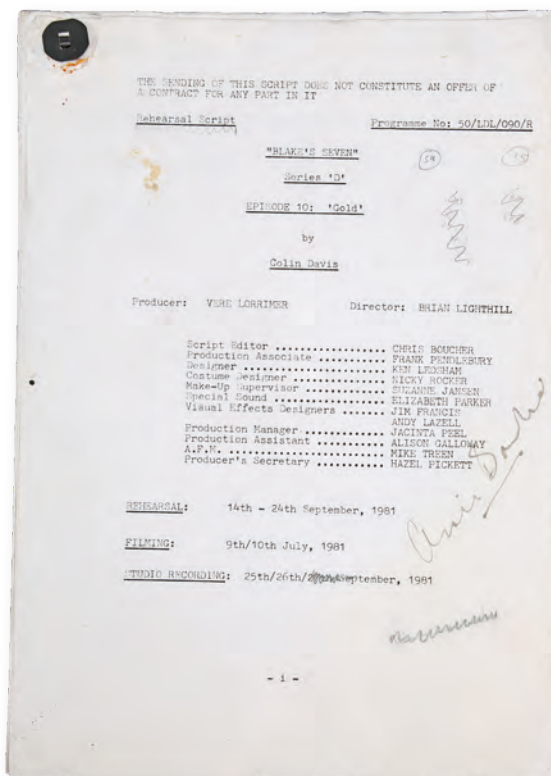 THE SENDING OF THIS SCRIPT DOES NOT CONSTITUTE AN OFFER OF
A CONTRACT FOR ANY PART IN IT
Rehearsal Script Programme No: 50/LDL/090/R
"BLAKE'S SEVEN"
Series 'D'
EPISODE 10: 'Gold'
by
Colin Davis
Producer: VERE LORRIMER Director: BRIAN LIGHTHILL
Script Editor .................. CHRIS BOUCHER
Production Associate ........... FRANK PENDLEBURY
Designer ....................... KEN LEDSHAM
Costume Designer ............... NICKY ROCKER
Make-Up Supervisor ............. SUZANNE JANSEN
Special Sound .................. ELIZABETH PARKER
Visual Effects Designers ...... JIM FRANCIS
ANDY LAZELL
Production Manager ............. JACINTA PEEL
Production Assistant ........... ALISON GALLOWAY
A.F.M. ......................... MIKE TREEN
Producer's Secretary ........... HAZEL PICKETT
REHEARSAL: 14th - 24th September, 1981
FILMING: 9th/10th July, 1981
STUDIO RECORDING: 25th/26th/ September, 1981
- i -